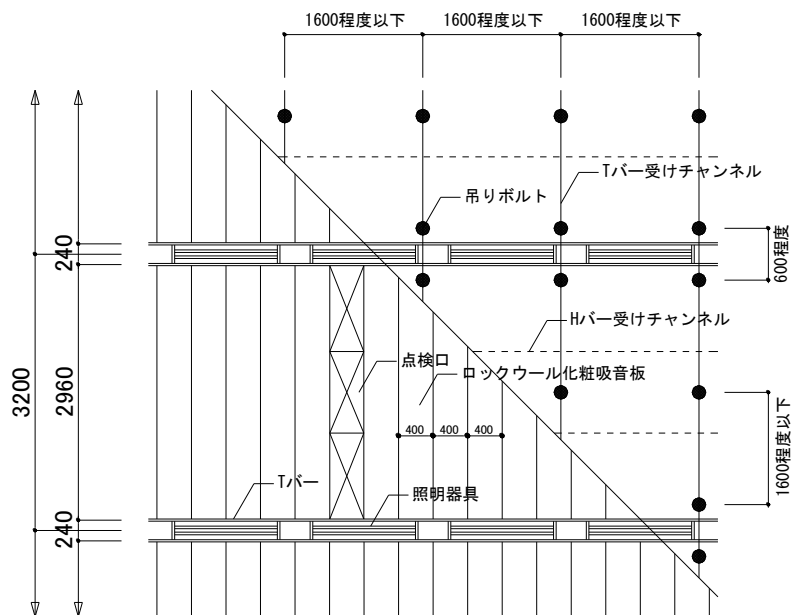 1600程度以下
1600程度以下
1600程度以下
Tバー受けチャンネル
吊りボルト
240
600程度
Hバー受けチャンネル
点検口
ロックウール化粧吸音板
3200
2960
400
400
400
1600程度以下
Tバー
照明器具
240